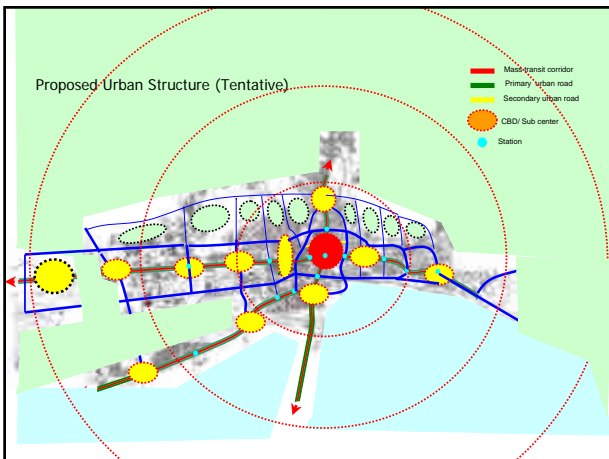 Proposed Urban Structure (Tentative)
Mass-transit corridor
Primary urban road
Secondary urban road
CBD/ Sub center
Station